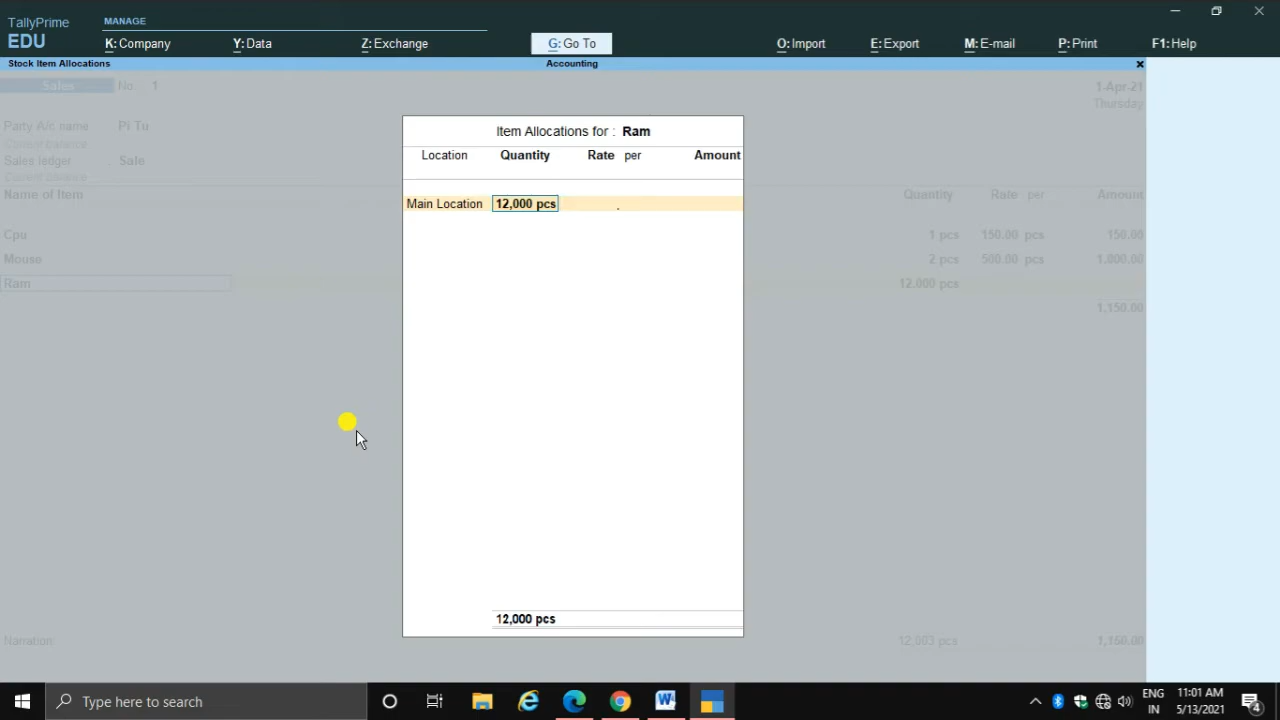 TallyPrime
MANAGE
EDU
K: Company
Y: Data
Z: Exchange
G: Go To
O: Import
E: Export
M: E-mail
P: Print
F1: Help
Stock Item Allocations
Accounting
Sales
No. 1
1-Apr-21
Thursday
Party A/c name : Pi Tu
Current balance
Sales ledger : Sale
Current balance
Name of Item
Quantity Rate per Amount
Cpu 1 pcs 150.00 pcs 150.00
Mouse 2 pcs 500.00 pcs 1,000.00
Ram 12,000 pcs
1,150.00
Item Allocations for : Ram
Location Quantity Rate per Amount
Main Location 12,000 pcs
12,000 pcs
Narration: 12,003 pcs 1,150.00
Type here to search
ENG
IN
11:01 AM
5/13/2021
4